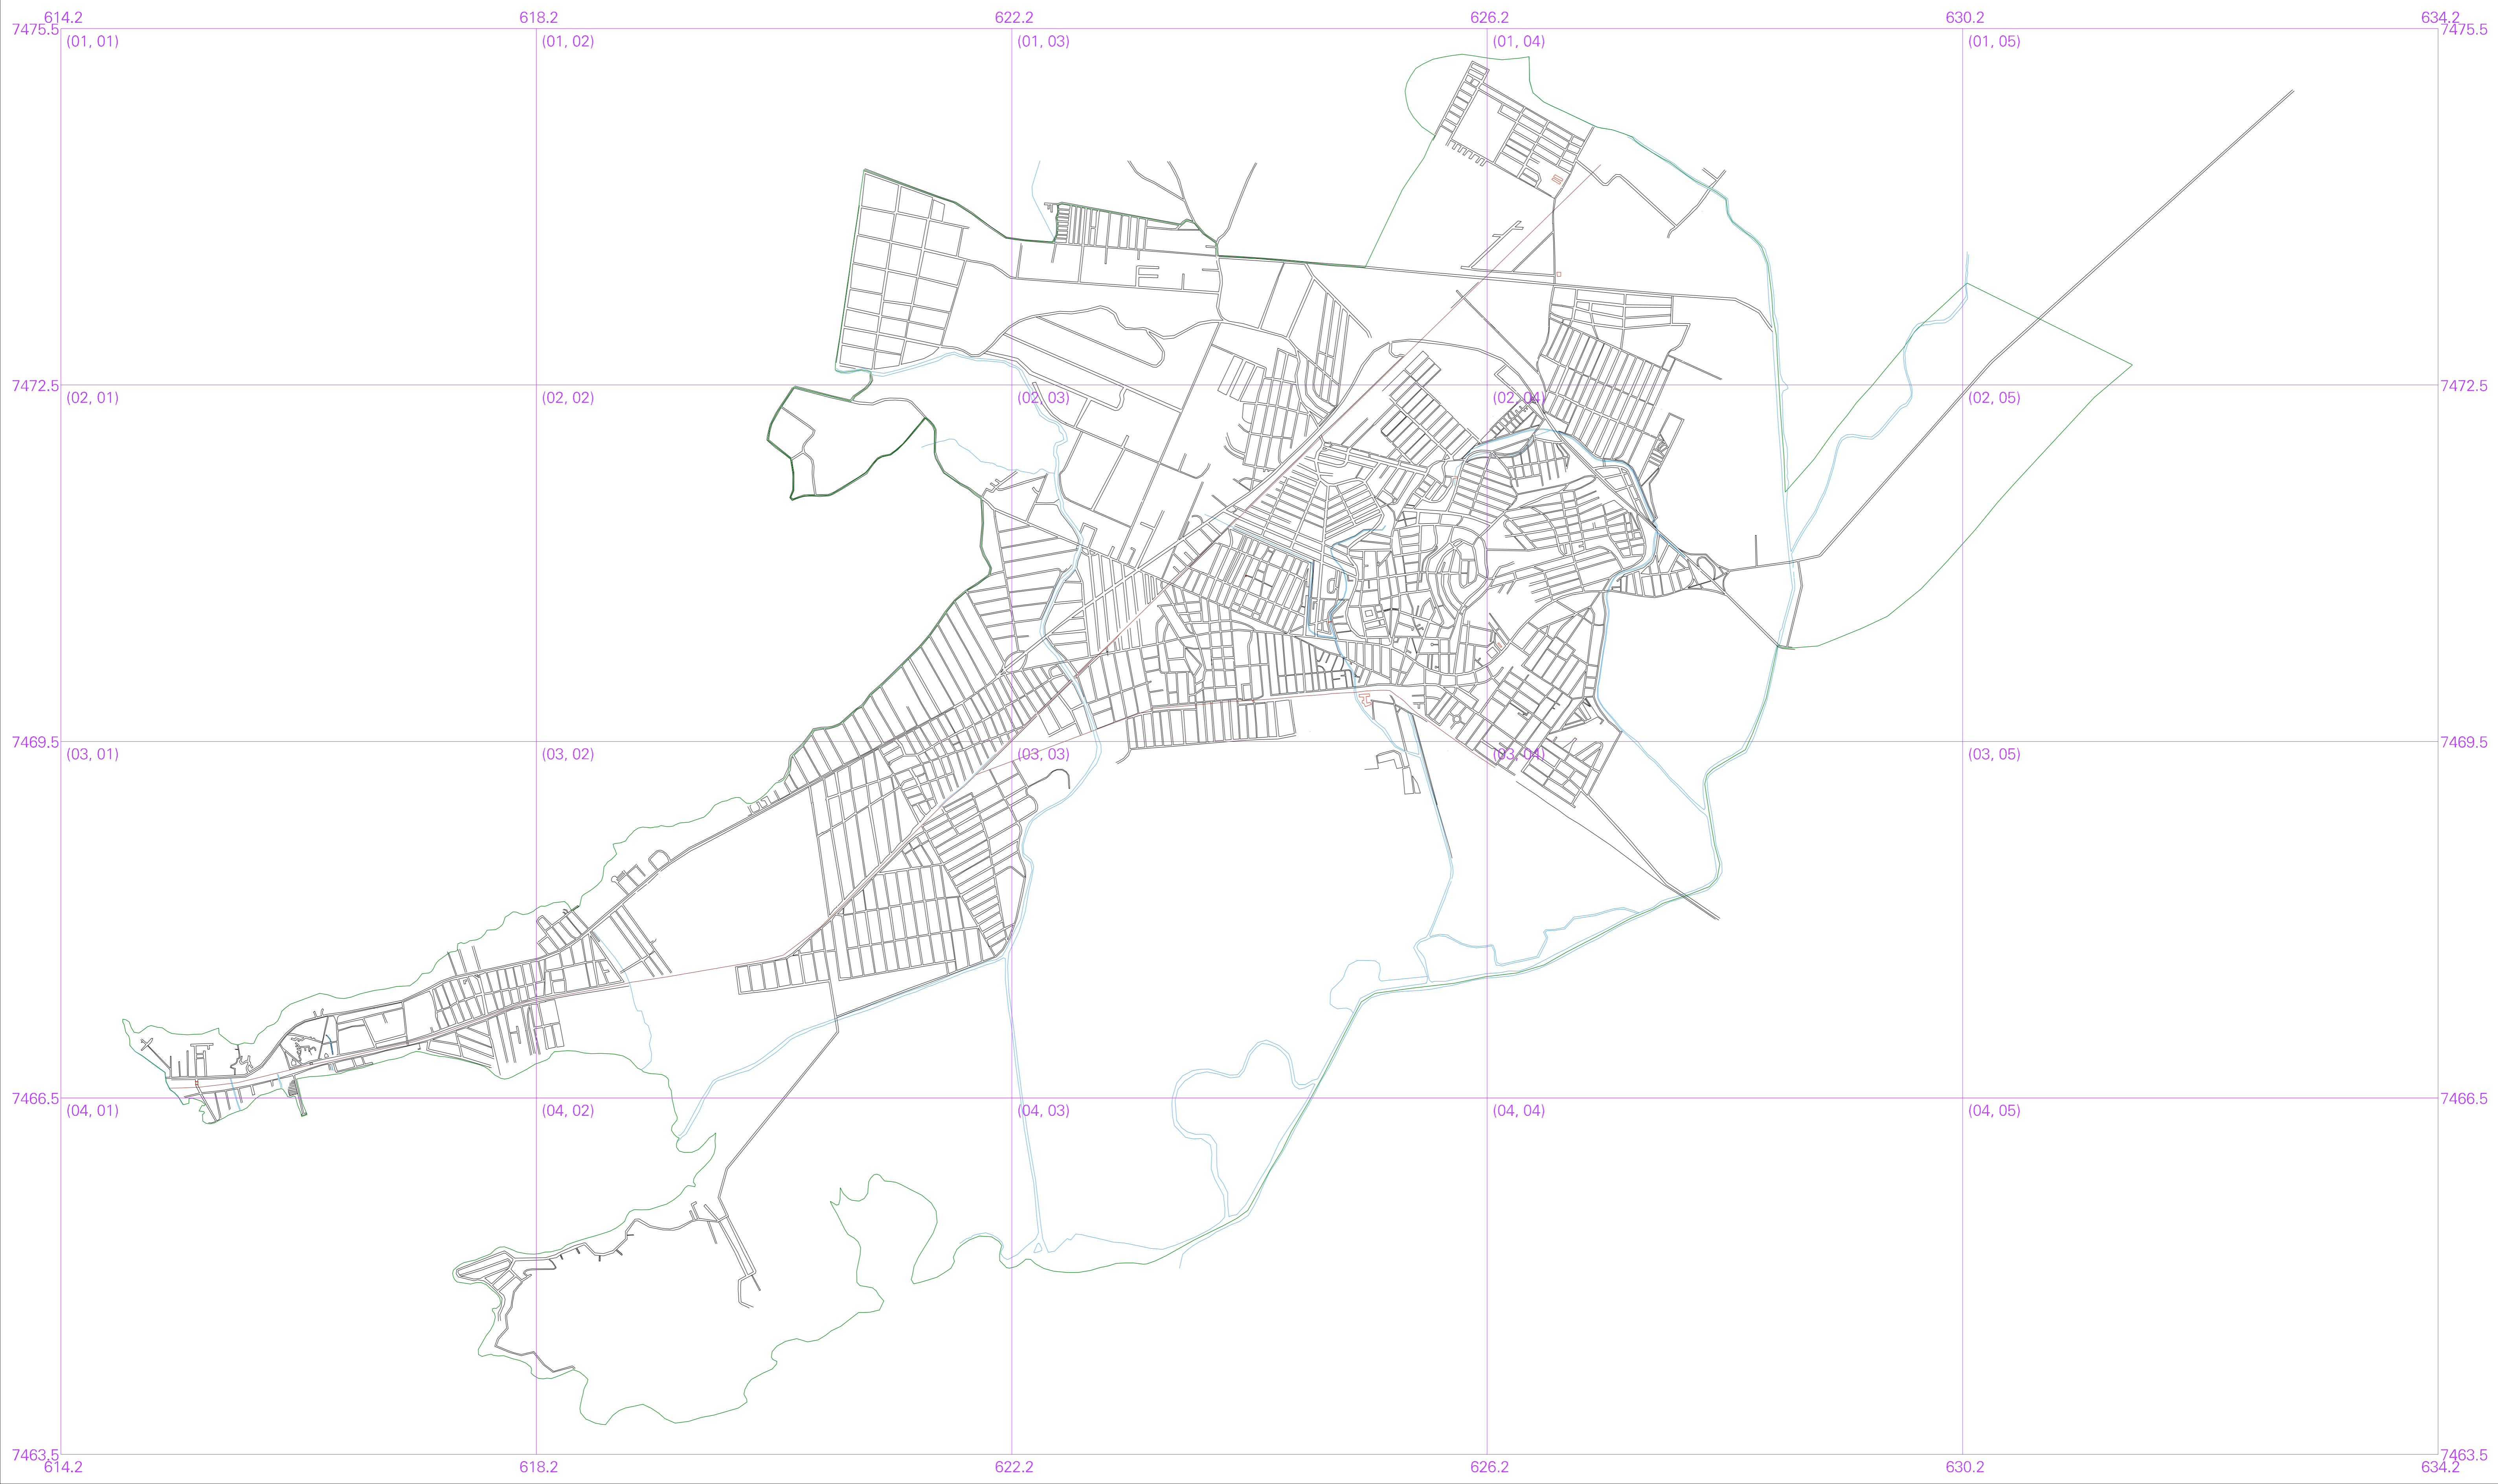 614.2 618.2 622.2 626.2 630.2 634.2
7475.5 7475.5
(01, 01) (01, 02) (01, 03) (01, 04) (01, 05)
7472.5 7472.5
(02, 01) (02, 02) (02, 03) (02, 04) (02, 05)
7469.5 7469.5
(03, 01) (03, 02) (03, 03) (03, 04) (03, 05)
7466.5 7466.5
(04, 01) (04, 02) (04, 03) (04, 04) (04, 05)
7463.5 7463.5
614.2 618.2 622.2 626.2 630.2 634.2